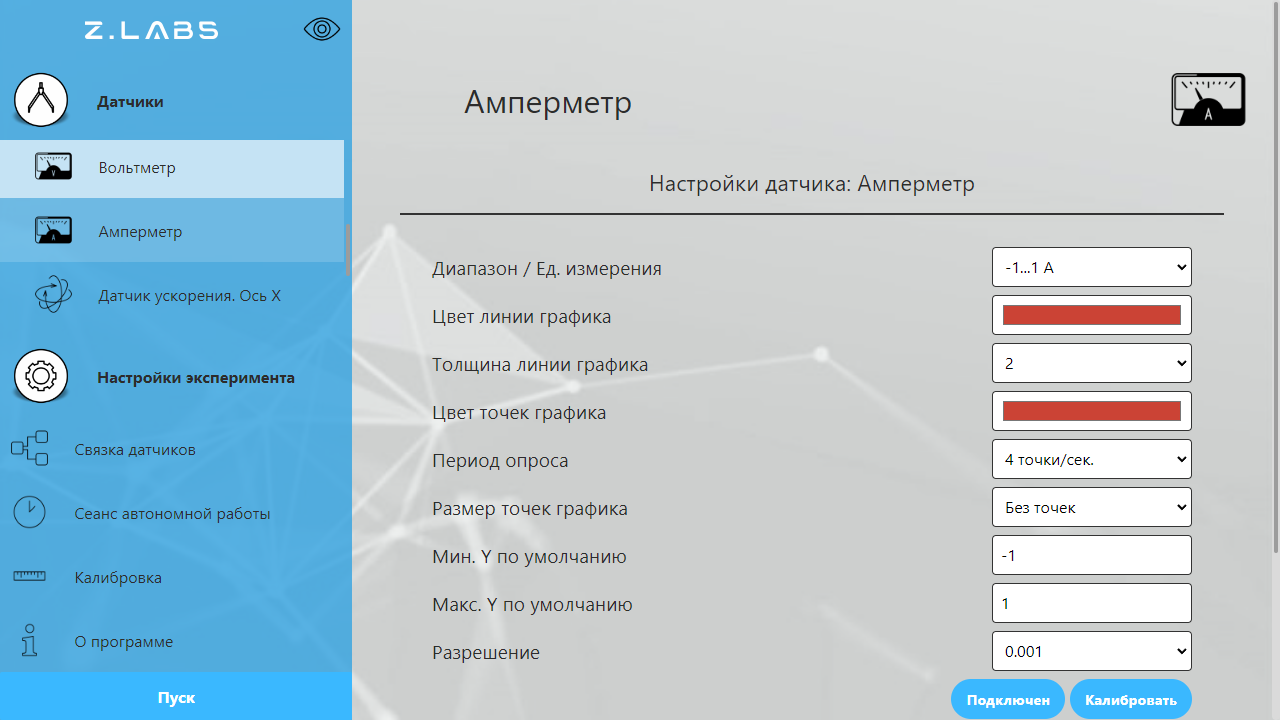 Z.LABS
Датчики
Вольтметр
V
Амперметр
A
Датчик ускорения. Ось X
Настройки эксперимента
Связка датчиков
Сеанс автономной работы
Калибровка
О программе
Пуск
Амперметр
A
Настройки датчика: Амперметр
Диапазон / Ед. измерения
-1...1 А
Цвет линии графика
Толщина линии графика
2
Цвет точек графика
Период опроса
4 точки/сек.
Размер точек графика
Без точек
Мин. Y по умолчанию
-1
Макс. Y по умолчанию
1
Разрешение
0.001
Подключен
Калибровать